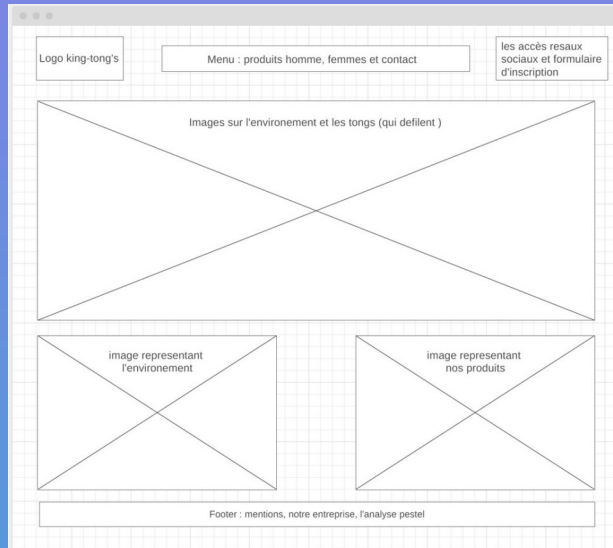 Logo king-tong's
Menu : produits homme, femmes et contact
les accès resaux
sociaux et formulaire
d'inscription
Images sur l'environement et les tongs (qui defilent )
image representant
l'environement
image representant
nos produits
Footer : mentions, notre entreprise, l'analyse pestel